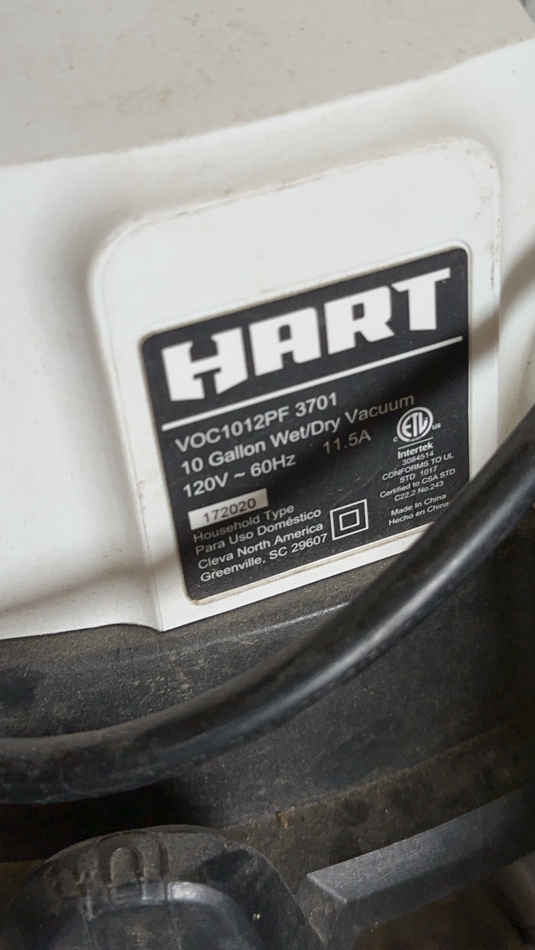 HART
VOC1012PF 3701
10 Gallon Wet/Dry Vacuum
120V ~ 60Hz 11.5A
172020
Household Type
Para Uso Doméstico
Cleva North America
Greenville, SC 29607
C ETL US
Intertek
3084514
CONFORMS TO UL
STD 1017
Certified to CSA STD
C22.2 No.243
Made in China
Hecho en China